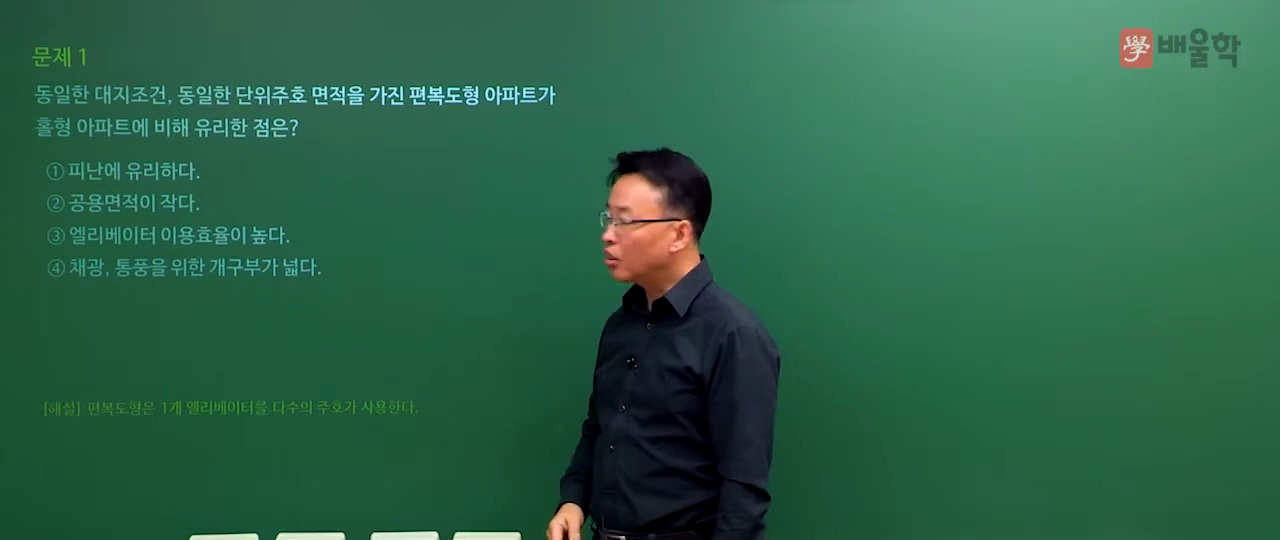 學 배울학
문제 1
동일한 대지조건, 동일한 단위주호 면적을 가진 편복도형 아파트가
홀형 아파트에 비해 유리한 점은?
① 피난에 유리하다.
② 공용면적이 작다.
③ 엘리베이터 이용효율이 높다.
④ 채광, 통풍을 위한 개구부가 넓다.
[해설] 편복도형은 1개 엘리베이터를 다수의 주호가 사용한다.